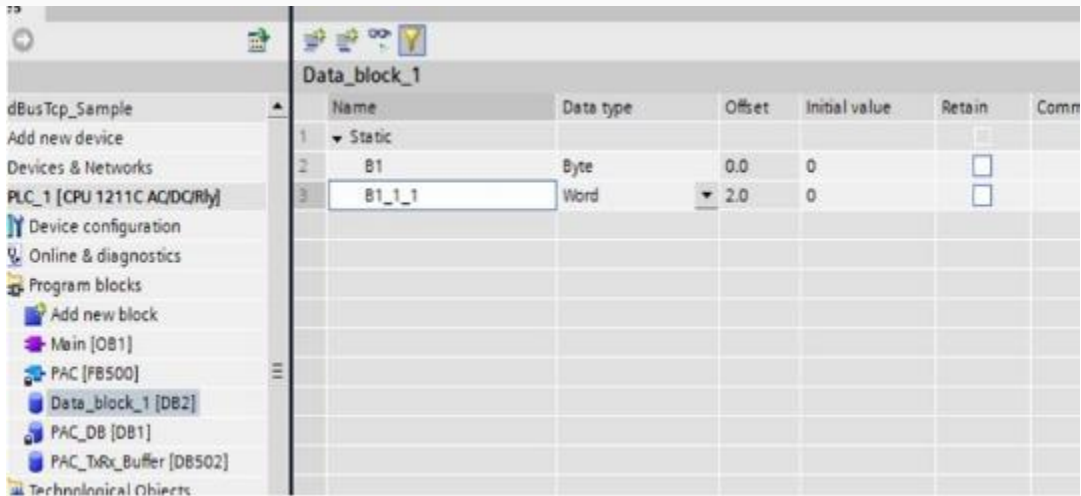 Data_block_1
Name Data type Offset Initial value Retain Comm
1 Static
2 B1 Byte 0.0 0
3 B1_1_1 Word 2.0 0
dBusTcp_Sample
Add new device
Devices & Networks
PLC_1 [CPU 1211C AC/DC/Rly]
Device configuration
Online & diagnostics
Program blocks
Add new block
Main [OB1]
PAC [FB500]
Data_block_1 [DB2]
PAC_DB [DB1]
PAC_TxRx_Buffer [DB502]
Technological Objects